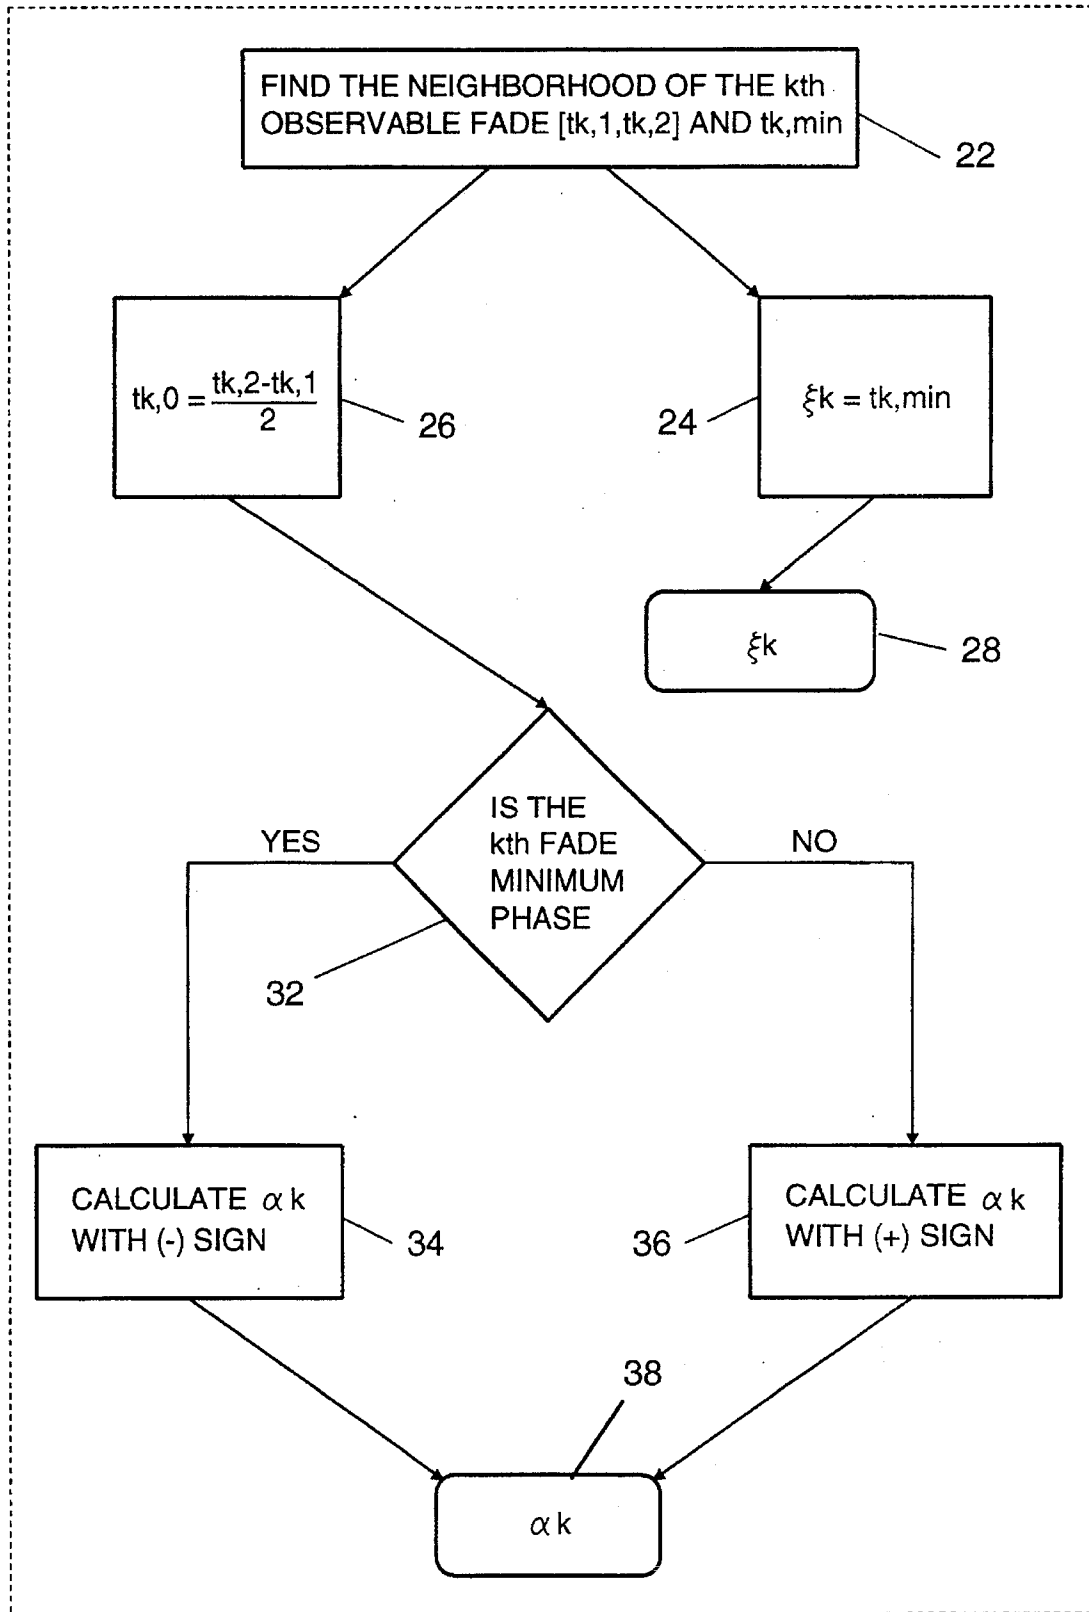 FIND THE NEIGHBORHOOD OF THE kth
OBSERVABLE FADE [tk,1,tk,2] AND tk,min
22
tk,0 = tk,2-tk,1
2
26
24
ξk = tk,min
ξk
28
IS THE
kth FADE
MINIMUM
PHASE
YES
NO
32
CALCULATE αk
WITH (-) SIGN
34
36
CALCULATE αk
WITH (+) SIGN
38
αk